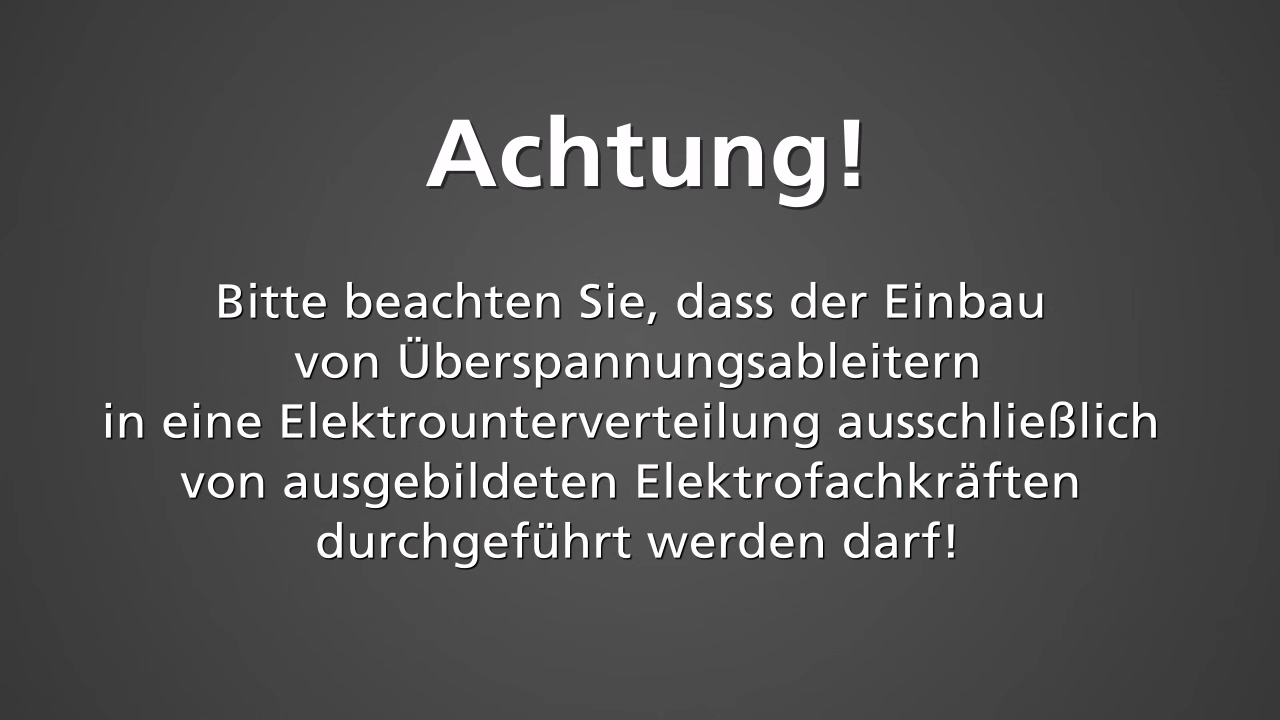 Achtung!
Bitte beachten Sie, dass der Einbau
von Überspannungsableitern
in eine Elektrounterverteilung ausschließlich
von ausgebildeten Elektrofachkräften
durchgeführt werden darf!